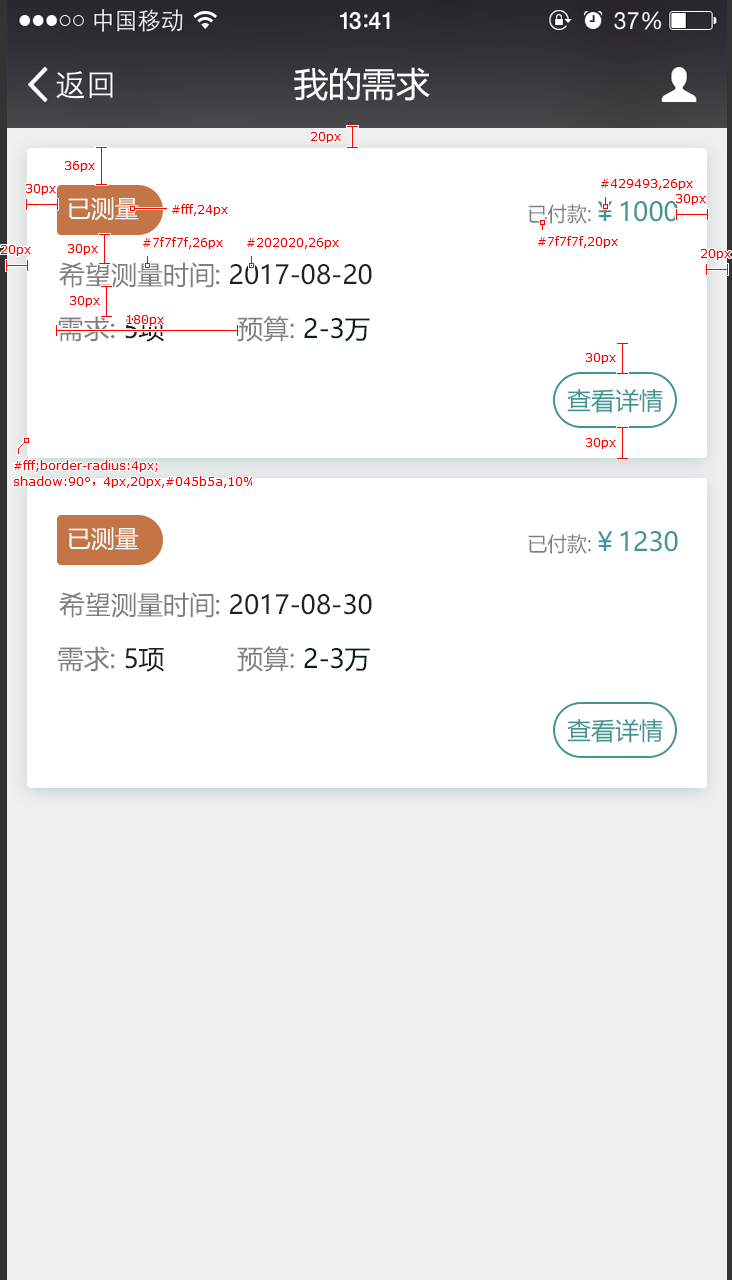 中国移动 13:41 37%
返回 我的需求
20px
36px
30px #429493,26px
已测量 #fff,24px 已付款: ¥1000 30px
20px 30px #7f7f7f,26px #202020,26px #7f7f7f,20px 20px
希望测量时间: 2017-08-20
30px
180px
需求: 5项 预算: 2-3万
30px
查看详情
30px
#fff;border-radius:4px;
shadow:90°，4px,20px,#045b5a,10%
已测量 已付款: ¥1230
希望测量时间: 2017-08-30
需求: 5项 预算: 2-3万
查看详情